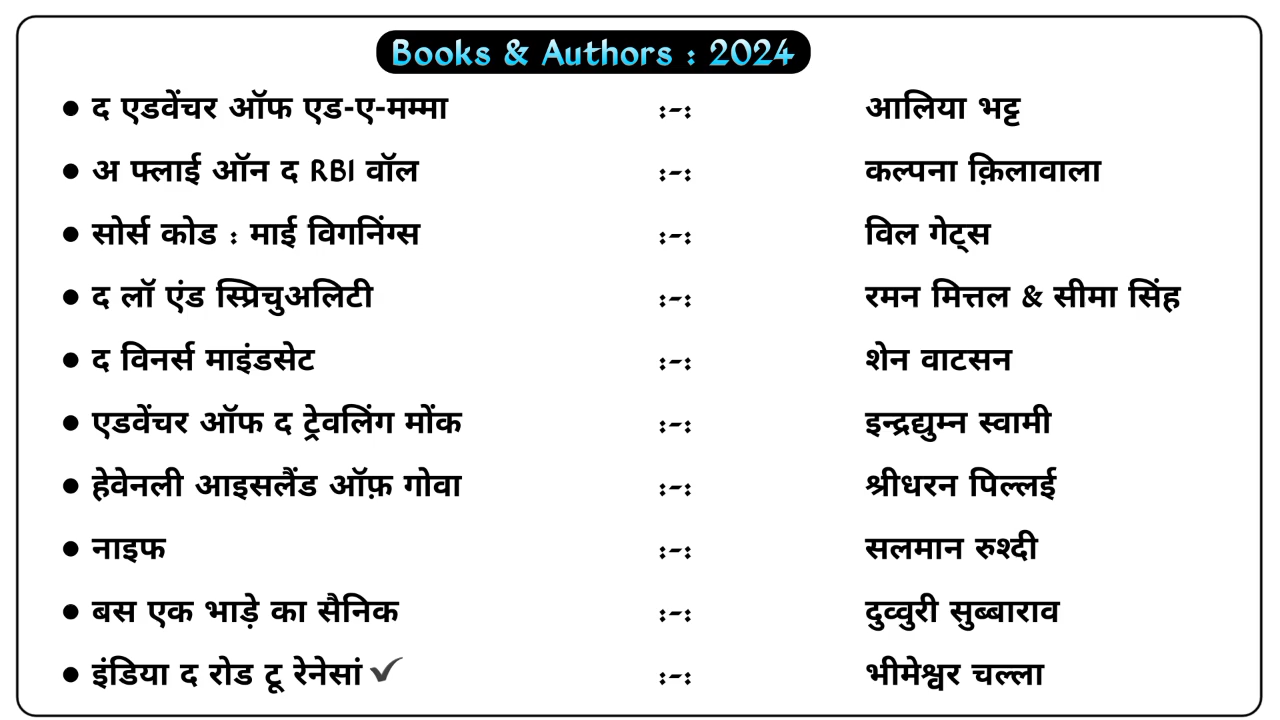 Books & Authors : 2024
• द एडवेंचर ऑफ एड-ए-मम्मा :-: आलिया भट्ट
• अ फ्लाई ऑन द RBI वॉल :-: कल्पना क़िलावाला
• सोर्स कोड : माई विगनिंग्स :-: विल गेट्स
• द लॉ एंड स्प्रिचुअलिटी :-: रमन मित्तल & सीमा सिंह
• द विनर्स माइंडसेट :-: शेन वाटसन
• एडवेंचर ऑफ द ट्रेवलिंग मोंक :-: इन्द्रद्युम्न स्वामी
• हेवेनली आइसलैंड ऑफ़ गोवा :-: श्रीधरन पिल्लई
• नाइफ :-: सलमान रुश्दी
• बस एक भाड़े का सैनिक :-: दुव्वुरी सुब्बाराव
• इंडिया द रोड टू रेनेसां ✓ :-: भीमेश्वर चल्ला